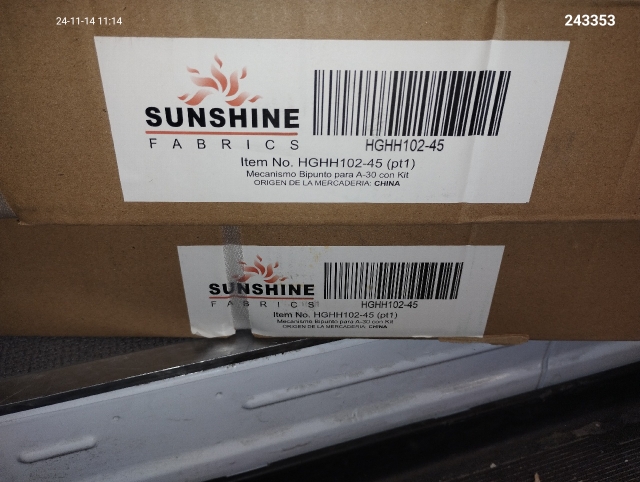 24-11-14 11:14
243353
SUNSHINE
FABRICS
HGHH102-45
Item No. HGHH102-45 (pt1)
Mecanismo Bipunto para A-30 con Kit
ORIGEN DE LA MERCADERIA: CHINA
SUNSHINE
FABRICS
HGHH102-45
Item No. HGHH102-45 (pt1)
Mecanismo Bipunto para A-30 con Kit
ORIGEN DE LA MERCADERIA: CHINA